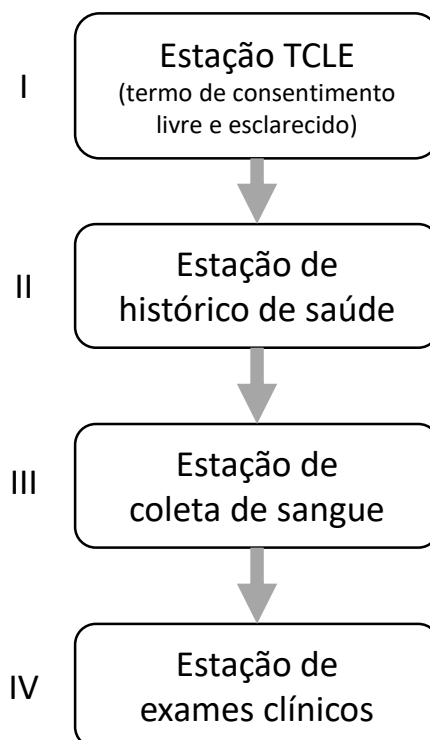 I
Estação TCLE
(termo de consentimento
livre e esclarecido)
II
Estação de
histórico de saúde
III
Estação de
coleta de sangue
IV
Estação de
exames clínicos